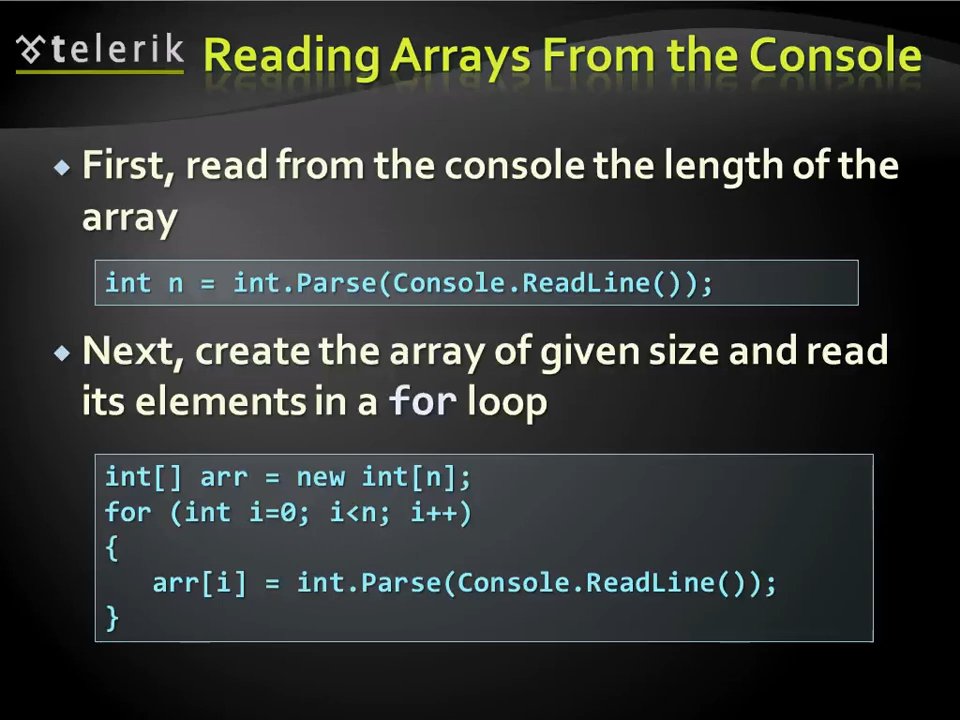 telerik
Reading Arrays From the Console
First, read from the console the length of the
array
int n = int.Parse(Console.ReadLine());
Next, create the array of given size and read
its elements in a for loop
int[] arr = new int[n];
for (int i=0; i<n; i++)
{
   arr[i] = int.Parse(Console.ReadLine());
}